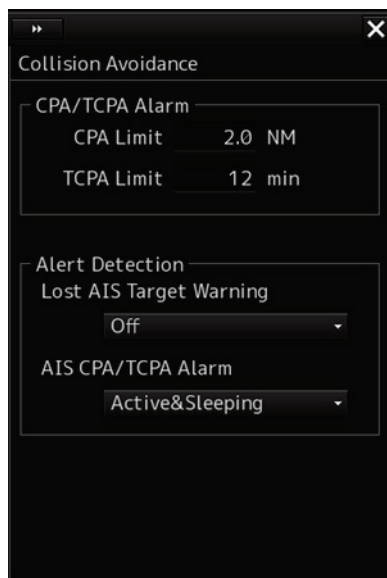 Collision Avoidance
CPA/TCPA Alarm
CPA Limit 2.0 NM
TCPA Limit 12 min
Alert Detection
Lost AIS Target Warning
Off
AIS CPA/TCPA Alarm
Active&Sleeping